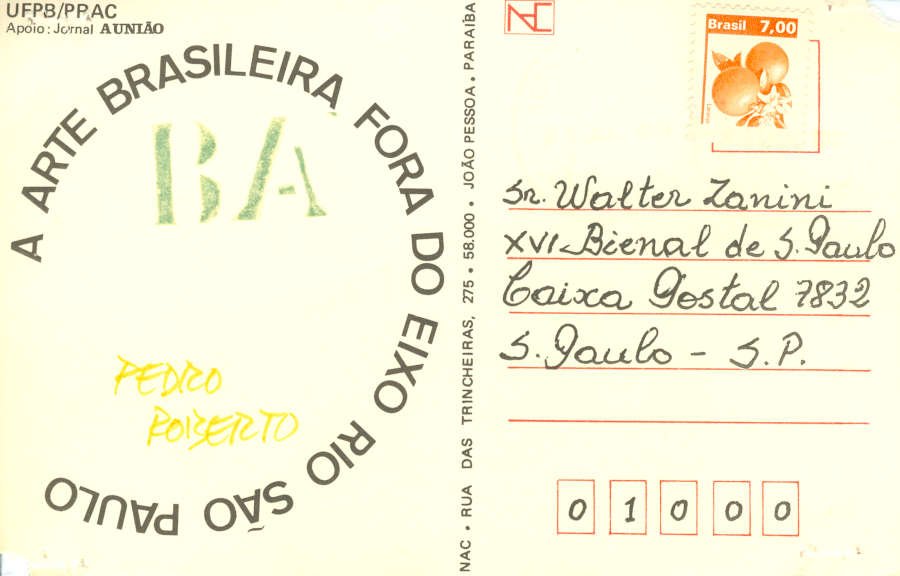 UFPB/PRAC
Apoio: Jornal A UNIÃO
A ARTE BRASILEIRA FORA DO EIXO RIO SÃO PAULO
BA
PEDRO
ROBERTO
NAC • RUA DAS TRINCHEIRAS, 275 • 58.000 • JOÃO PESSOA • PARAÍBA
NAC
Brasil 7,00
Laranja
Sr. Walter Zanini
XVI-Bienal de S. Paulo
Caixa Postal 7832
S. Paulo - S.P.
0 1 0 0 0